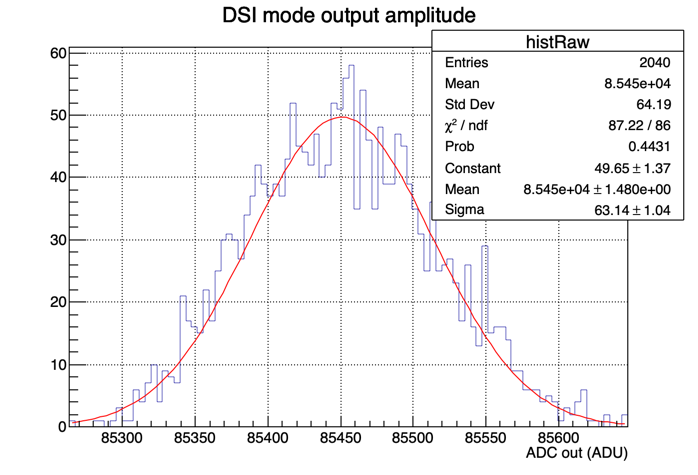 DSI mode output amplitude
histRaw
Entries 2040
Mean 8.545e+04
Std Dev 64.19
χ² / ndf 87.22 / 86
Prob 0.4431
Constant 49.65 ± 1.37
Mean 8.545e+04 ± 1.480e+00
Sigma 63.14 ± 1.04
60
50
40
30
20
10
0
85300 85350 85400 85450 85500 85550 85600
ADC out (ADU)